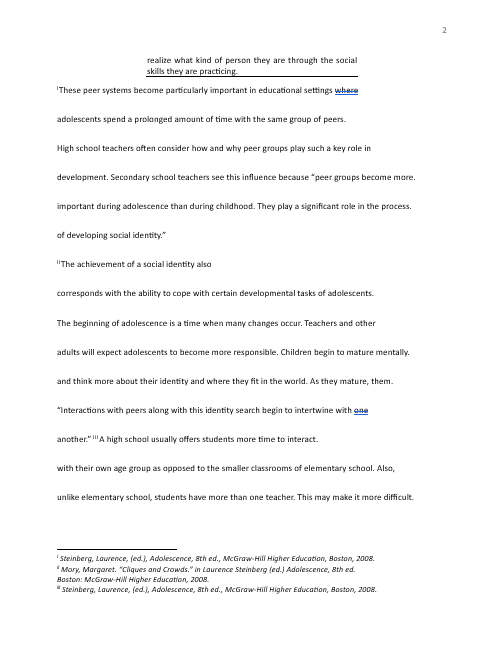 2
realize what kind of person they are through the social
skills they are practicing.
ⁱThese peer systems become particularly important in educational settings where
adolescents spend a prolonged amount of time with the same group of peers.
High school teachers often consider how and why peer groups play such a key role in
development. Secondary school teachers see this influence because “peer groups become more.
important during adolescence than during childhood. They play a significant role in the process.
of developing social identity.”
ⁱⁱThe achievement of a social identity also
corresponds with the ability to cope with certain developmental tasks of adolescents.
The beginning of adolescence is a time when many changes occur. Teachers and other
adults will expect adolescents to become more responsible. Children begin to mature mentally.
and think more about their identity and where they fit in the world. As they mature, them.
“Interactions with peers along with this identity search begin to intertwine with one
another.” ⁱⁱⁱA high school usually offers students more time to interact.
with their own age group as opposed to the smaller classrooms of elementary school. Also,
unlike elementary school, students have more than one teacher. This may make it more difficult.
ⁱ Steinberg, Laurence, (ed.), Adolescence, 8th ed., McGraw-Hill Higher Education, Boston, 2008.
ⁱⁱ Mory, Margaret. “Cliques and Crowds.” in Laurence Steinberg (ed.) Adolescence, 8th ed.
Boston: McGraw-Hill Higher Education, 2008.
ⁱⁱⁱ Steinberg, Laurence, (ed.), Adolescence, 8th ed., McGraw-Hill Higher Education, Boston, 2008.